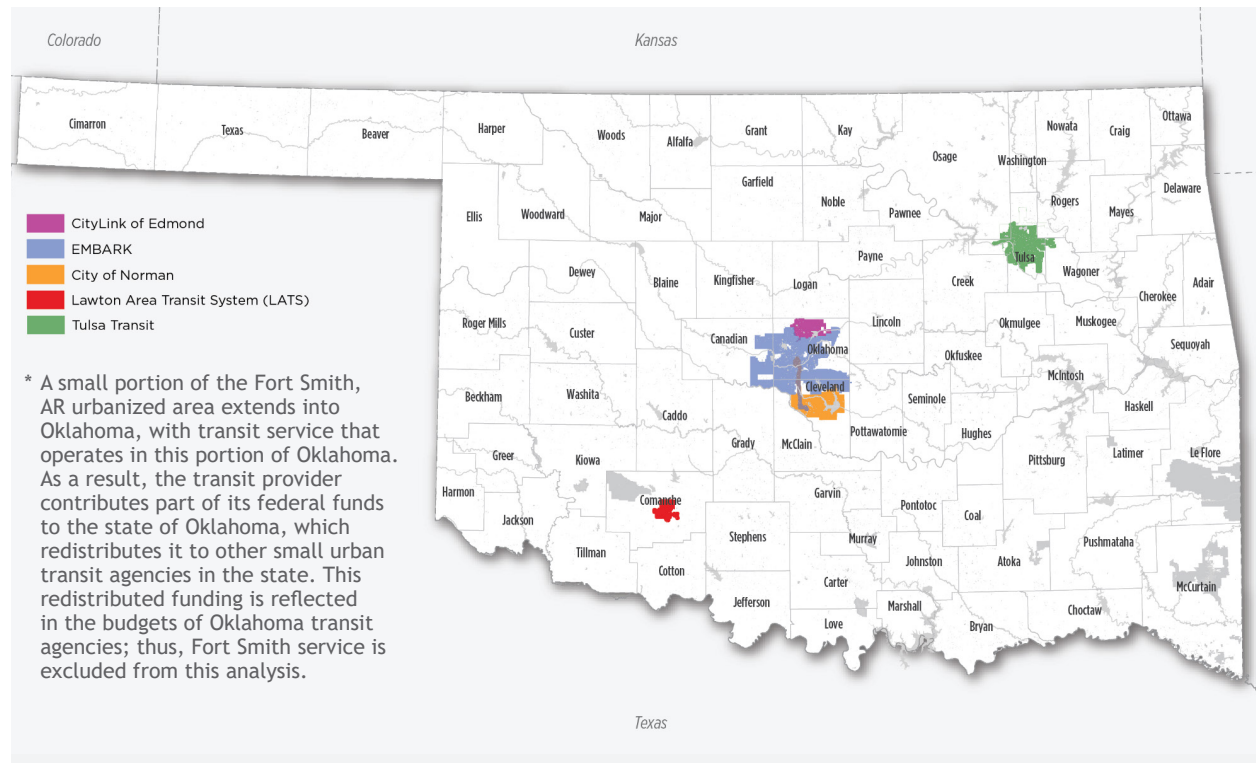 Colorado
Kansas
Cimarron
Texas
Beaver
Harper
Woods
Alfalfa
Grant
Kay
Osage
Washington
Nowata
Craig
Ottawa
Ellis
Woodward
Major
Garfield
Noble
Pawnee
Rogers
Mayes
Delaware
CityLink of Edmond
EMBARK
City of Norman
Lawton Area Transit System (LATS)
Tulsa Transit
Dewey
Blaine
Kingfisher
Logan
Payne
Creek
Tulsa
Wagoner
Cherokee
Adair
Roger Mills
Custer
Canadian
Oklahoma
Lincoln
Okmulgee
Muskogee
Sequoyah
Okfuskee
McIntosh
* A small portion of the Fort Smith,
AR urbanized area extends into
Oklahoma, with transit service that
operates in this portion of Oklahoma.
As a result, the transit provider
contributes part of its federal funds
to the state of Oklahoma, which
redistributes it to other small urban
transit agencies in the state. This
redistributed funding is reflected
in the budgets of Oklahoma transit
agencies; thus, Fort Smith service is
excluded from this analysis.
Beckham
Washita
Caddo
Cleveland
Seminole
Haskell
Greer
Kiowa
Grady
McClain
Pottawatomie
Hughes
Pittsburg
Latimer
Le Flore
Harmon
Jackson
Comanche
Garvin
Pontotoc
Coal
Tillman
Cotton
Stephens
Murray
Johnston
Atoka
Pushmataha
McCurtain
Jefferson
Carter
Love
Marshall
Bryan
Choctaw
Texas